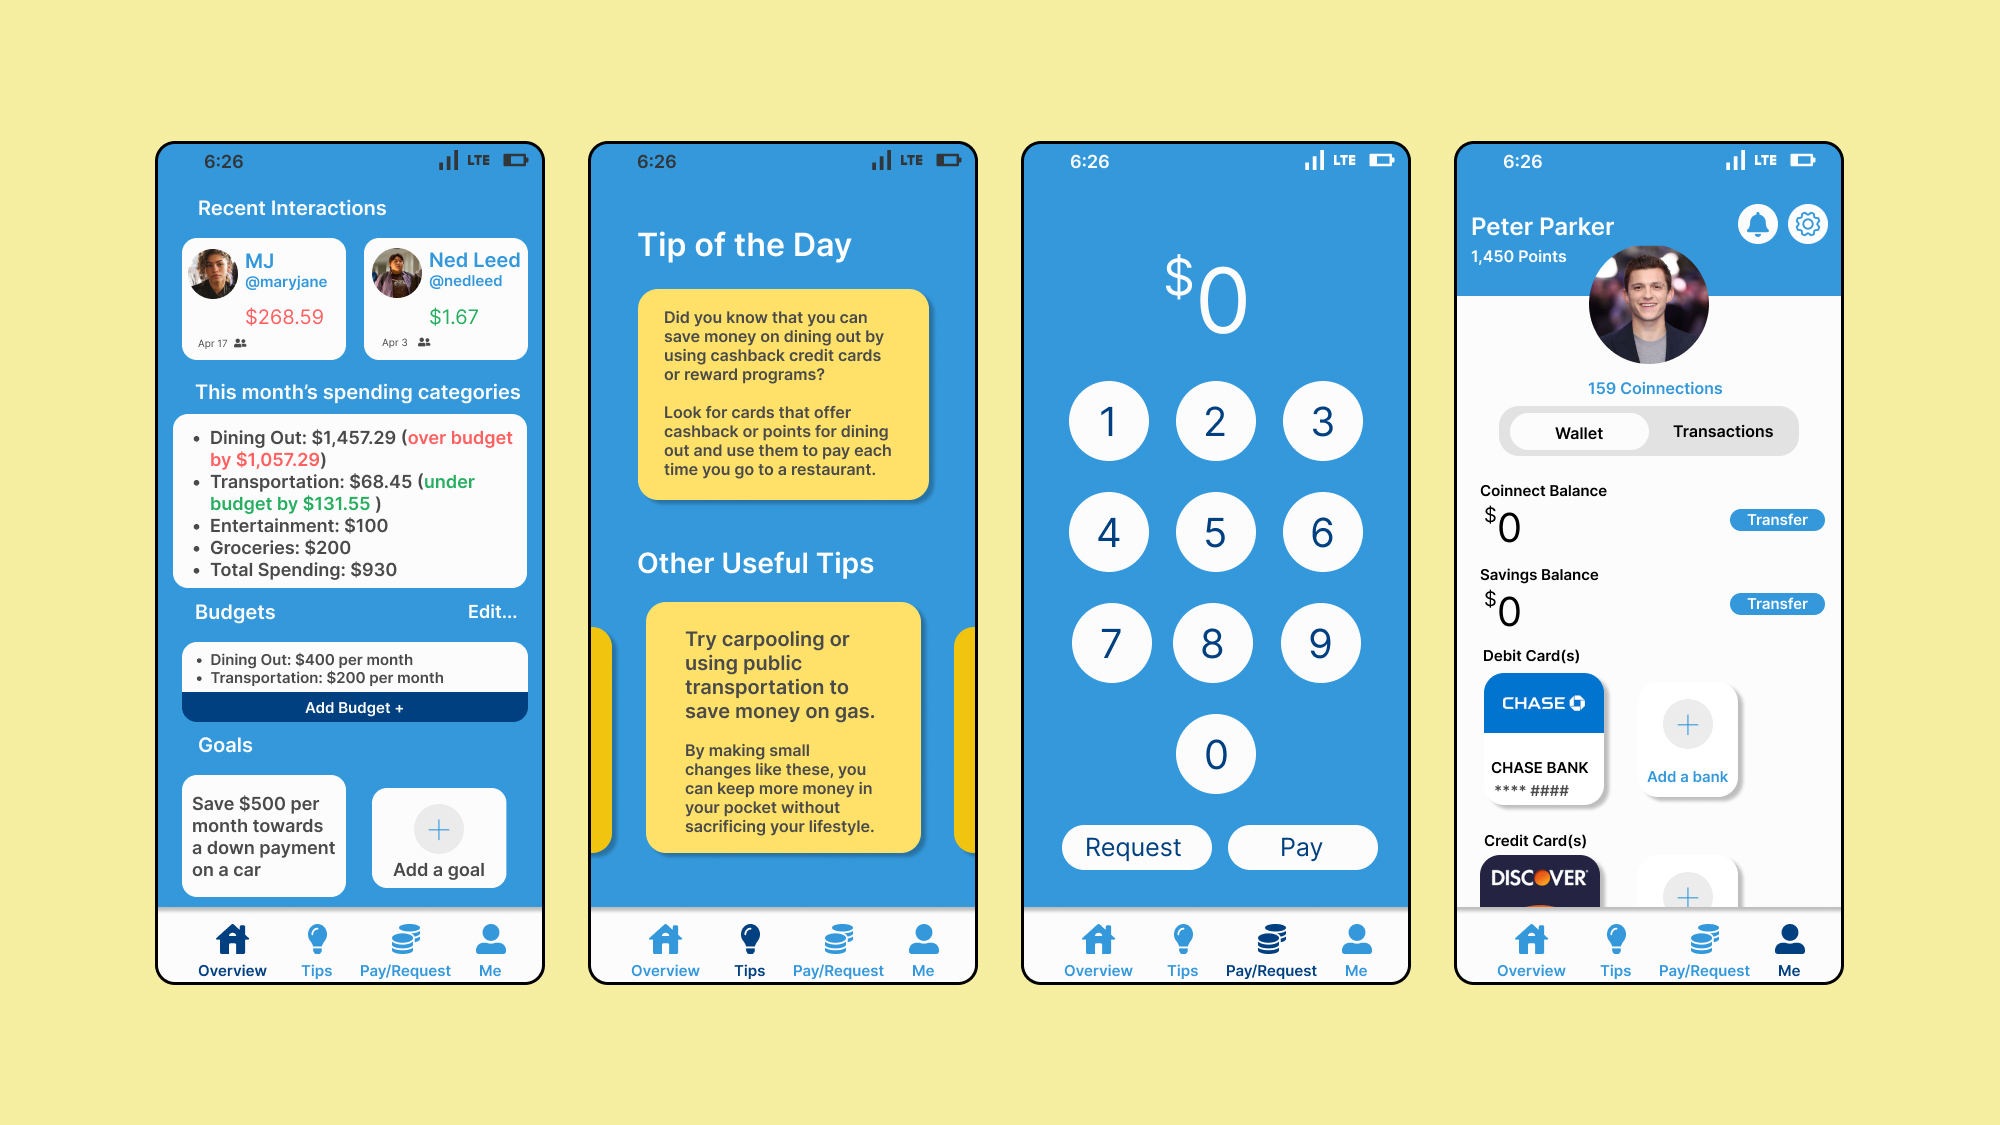 6:26
LTE
Recent Interactions
MJ
@maryjane
$268.59
Apr 17
Ned Leed
@nedleed
$1.67
Apr 3
This month's spending categories
• Dining Out: $1,457.29 (over budget
by $1,057.29)
• Transportation: $68.45 (under
budget by $131.55 )
• Entertainment: $100
• Groceries: $200
• Total Spending: $930
Budgets
Edit...
• Dining Out: $400 per month
• Transportation: $200 per month
Add Budget +
Goals
Save $500 per
month towards
a down payment
on a car
Add a goal
Overview
Tips
Pay/Request
Me
6:26
LTE
Tip of the Day
Did you know that you can
save money on dining out by
using cashback credit cards
or reward programs?
Look for cards that offer
cashback or points for dining
out and use them to pay each
time you go to a restaurant.
Other Useful Tips
Try carpooling or
using public
transportation to
save money on gas.
By making small
changes like these, you
can keep more money in
your pocket without
sacrificing your lifestyle.
Overview
Tips
Pay/Request
Me
6:26
LTE
$0
1 2 3
4 5 6
7 8 9
0
Request
Pay
Overview
Tips
Pay/Request
Me
6:26
LTE
Peter Parker
1,450 Points
159 Coinnections
Wallet
Transactions
Coinnect Balance
$0
Transfer
Savings Balance
$0
Transfer
Debit Card(s)
CHASE
CHASE BANK
**** ####
Add a bank
Credit Card(s)
DISCOVER
Overview
Tips
Pay/Request
Me